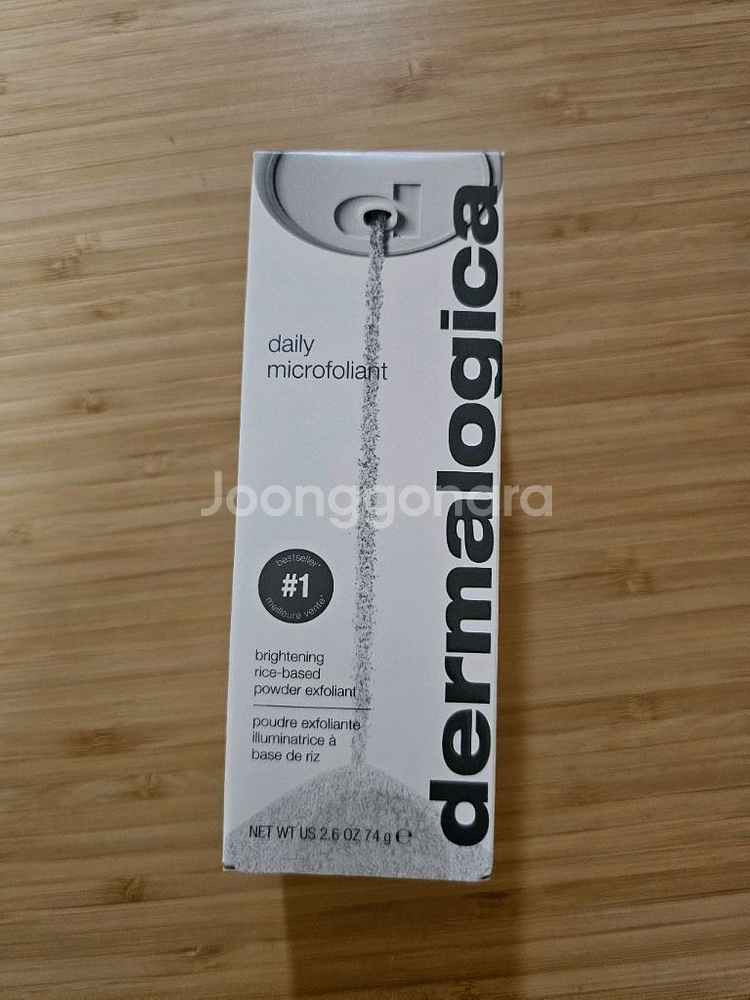 dermalogica
daily
microfoliant
Joonggonara
bestseller*
#1
meilleure vente*
brightening
rice-based
powder exfoliant
poudre exfoliante
illuminatrice à
base de riz
NET WT US 2.6 OZ 74 g ℮